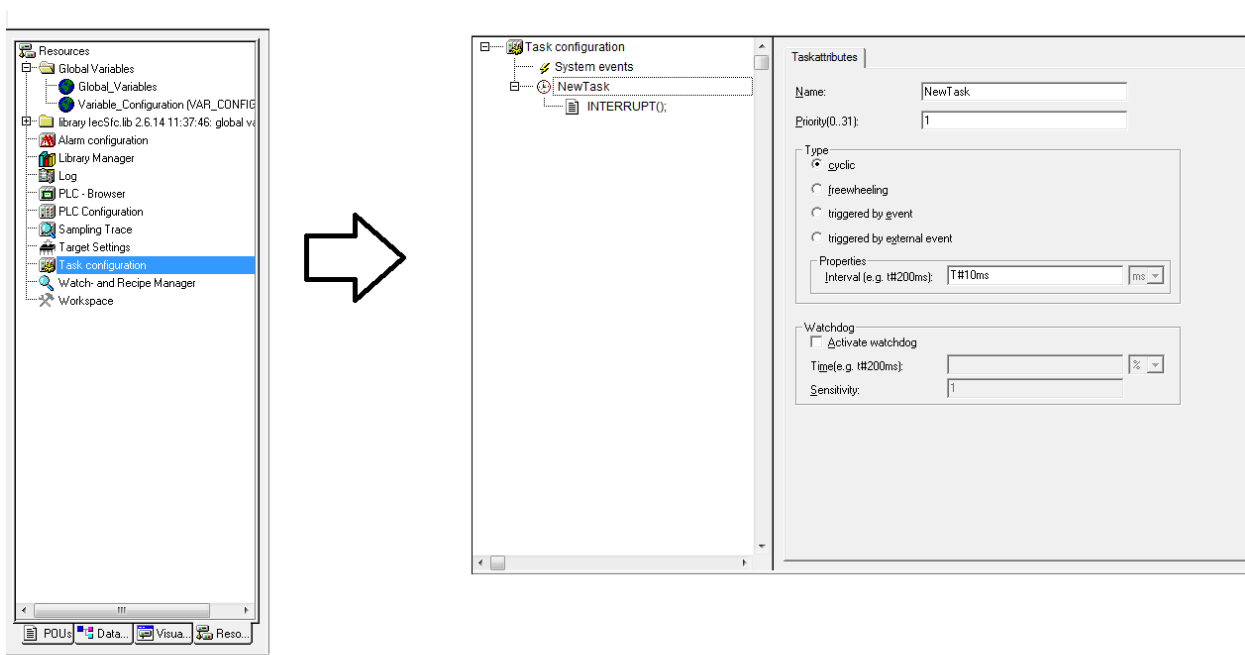 Resources
Global Variables
Global_Variables
Variable_Configuration (VAR_CONFIG
library Iecsfc.lib 2.6.14 11:37:46: global va
Alarm configuration
Library Manager
Log
PLC - Browser
PLC Configuration
Sampling Trace
Target Settings
Task configuration
Watch- and Recipe Manager
Workspace
POUs Data... Visua... Reso...
Task configuration
System events
NewTask
INTERRUPT();
Taskattributes
Name: NewTask
Priority(0..31): 1
Type
cyclic
freewheeling
triggered by event
triggered by external event
Properties
Interval (e.g. t#200ms): T#10ms ms
Watchdog
Activate watchdog
Time(e.g. t#200ms): %
Sensitivity: 1